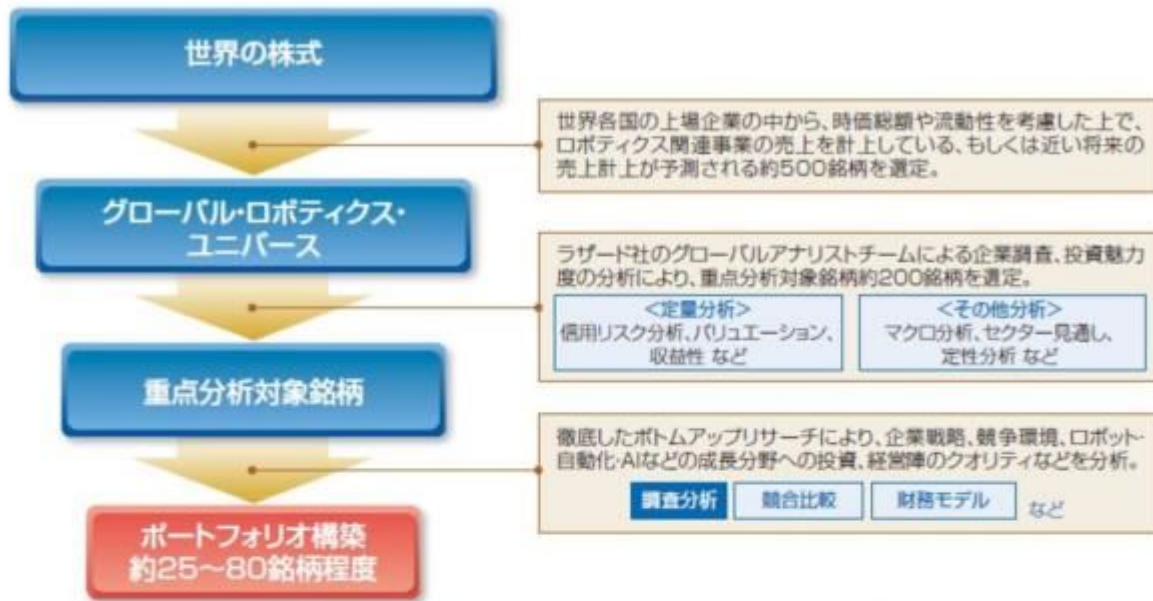 世界の株式
世界各国の上場企業の中から、時価総額や流動性を考慮した上で、
ロボティクス関連事業の売上を計上している、もしくは近い将来の
売上計上が予測される約500銘柄を選定。
グローバル・ロボティクス・
ユニバース
ラザード社のグローバルアナリストチームによる企業調査、投資魅力
度の分析により、重点分析対象銘柄約200銘柄を選定。
<定量分析>
信用リスク分析、バリュエーション、
収益性 など
<その他分析>
マクロ分析、セクター見通し、
定性分析 など
重点分析対象銘柄
徹底したボトムアップリサーチにより、企業戦略、競争環境、ロボット・
自動化・AIなどの成長分野への投資、経営陣のクオリティなどを分析。
調査分析
競合比較
財務モデル
など
ポートフォリオ構築
約25〜80銘柄程度